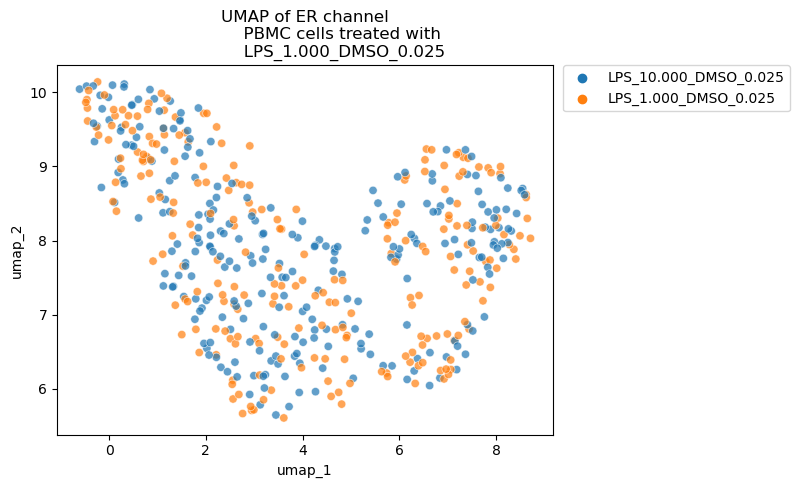 UMAP of ER channel
PBMC cells treated with
LPS_1.000_DMSO_0.025
LPS_10.000_DMSO_0.025
LPS_1.000_DMSO_0.025
umap_2
10
9
8
7
6
0
2
4
6
8
umap_1